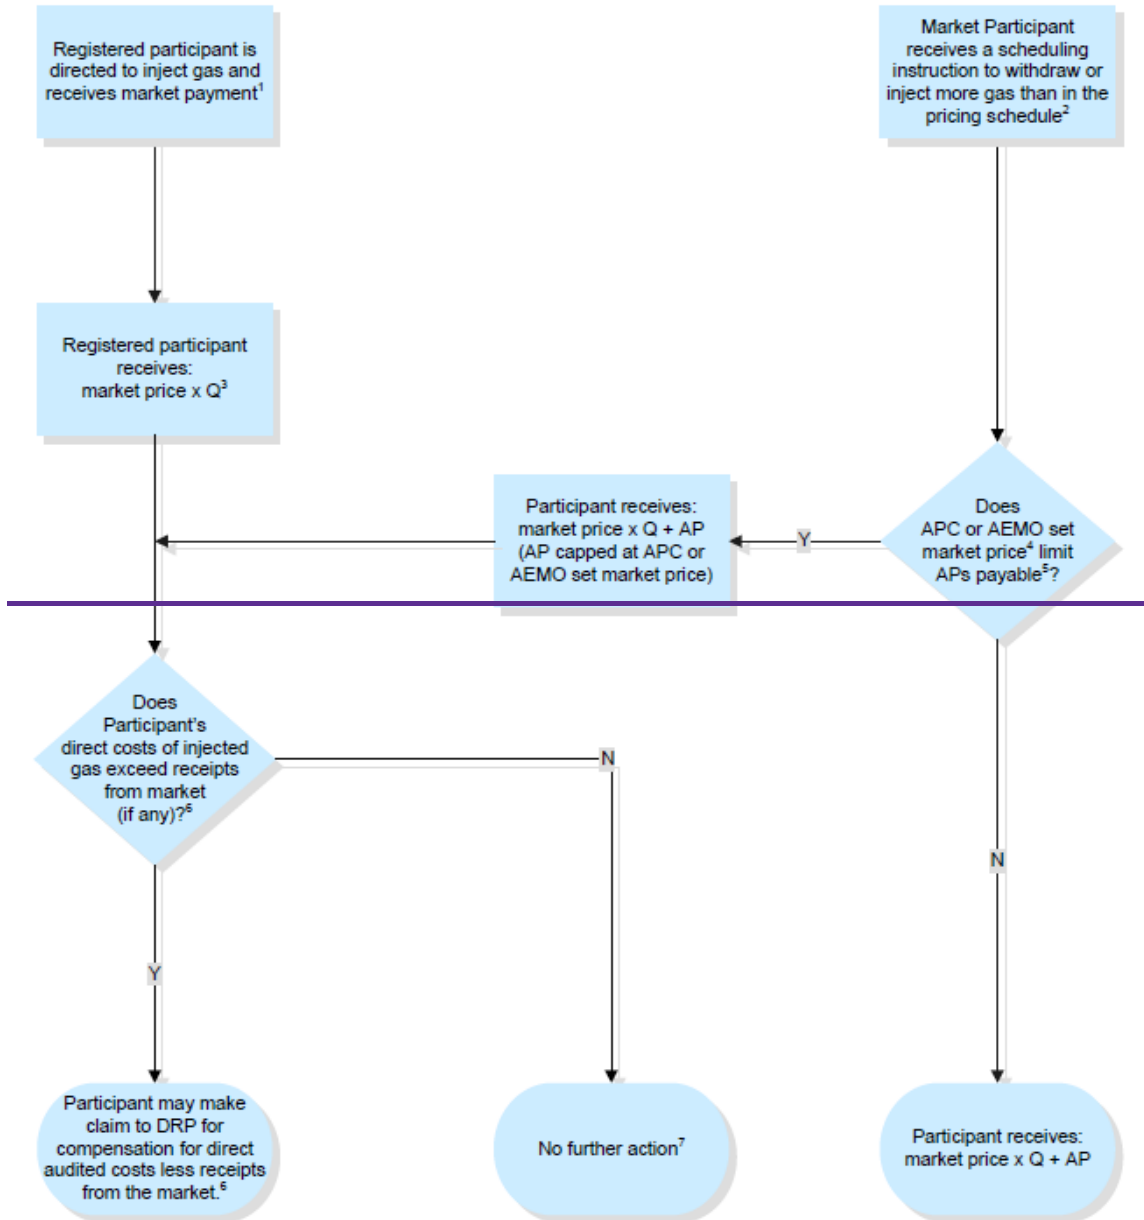 Registered participant is
directed to inject gas and
receives market payment¹
Market Participant
receives a scheduling
instruction to withdraw or
inject more gas than in the
pricing schedule²
Registered participant
receives:
market price x Q³
Participant receives:
market price x Q + AP
(AP capped at APC or
AEMO set market price)
Y
Does
APC or AEMO set
market price⁴ limit
APs payable⁵?
Does
Participant's
direct costs of injected
gas exceed receipts
from market
(if any)?⁶
N
N
Y
Participant may make
claim to DRP for
compensation for direct
audited costs less receipts
from the market.⁶
No further action⁷
Participant receives:
market price x Q + AP